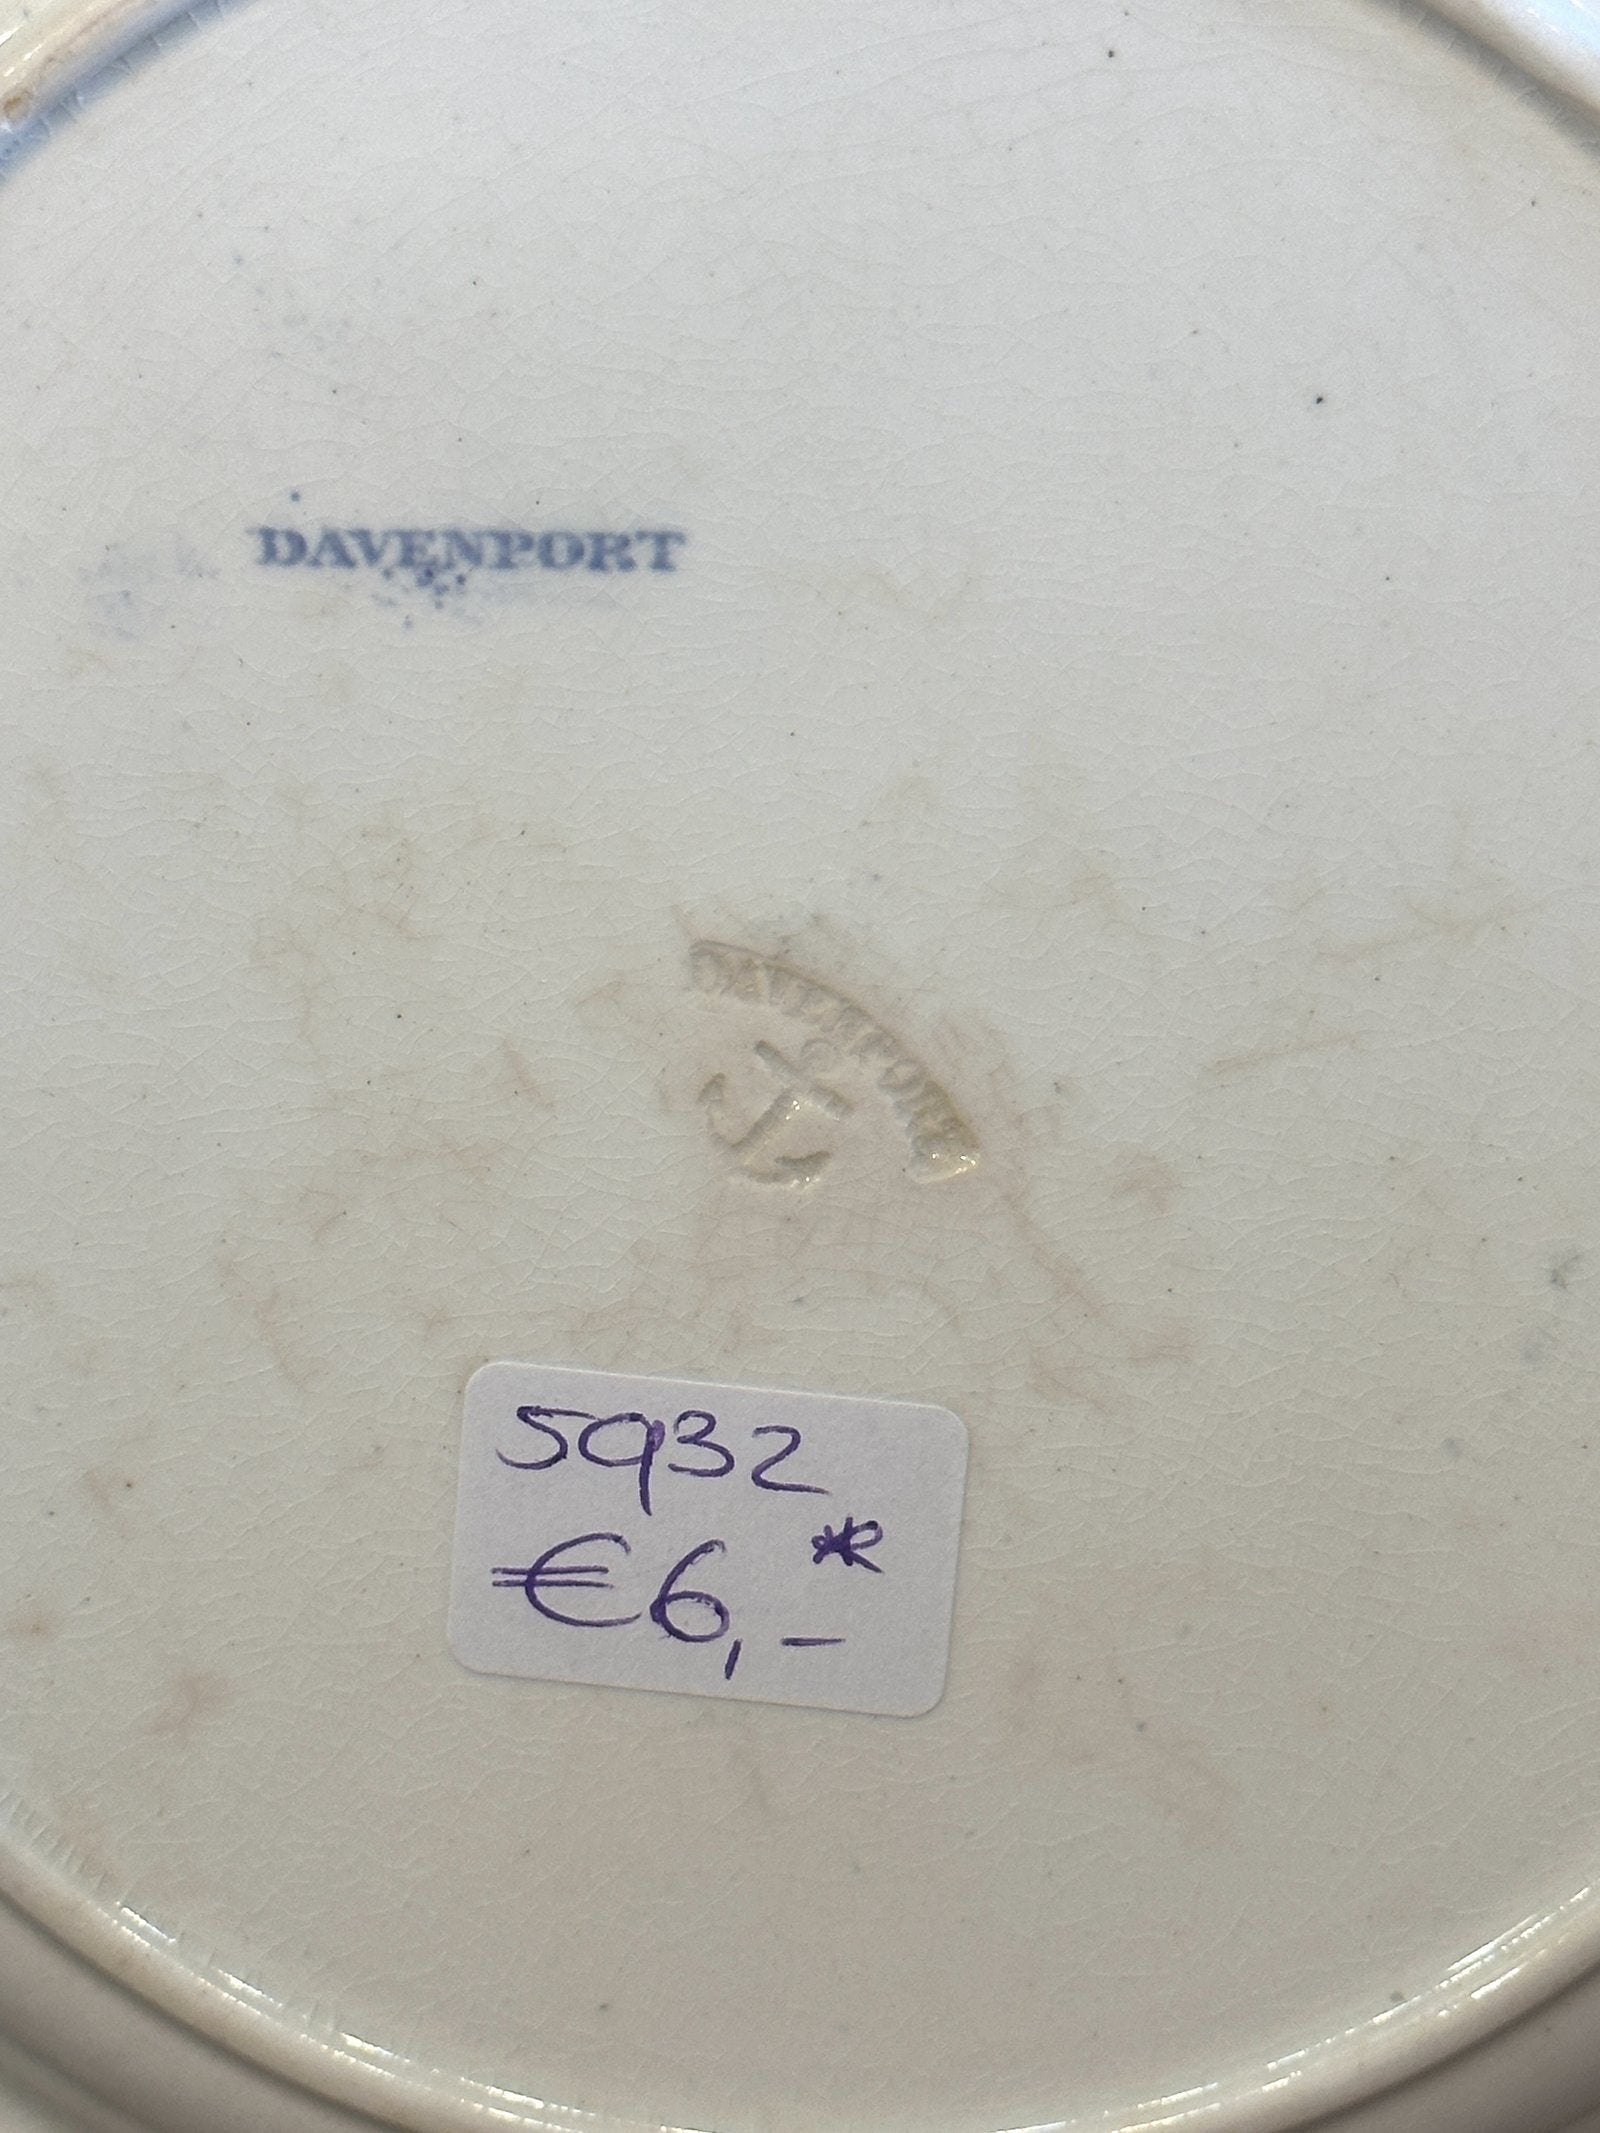 DAVENPORT
DAVENPORT
5932
€6,- *R